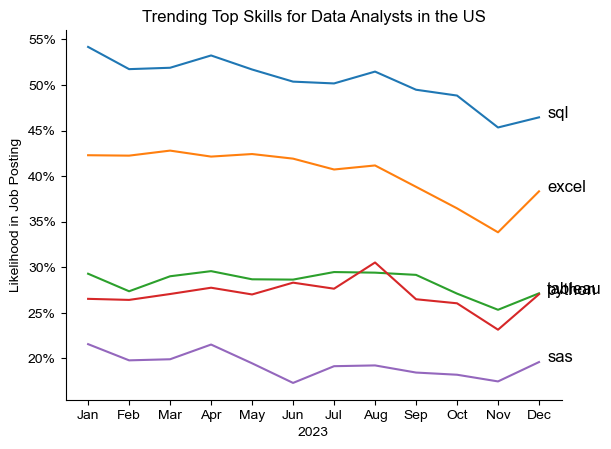 Trending Top Skills for Data Analysts in the US
55%
50%
45%
40%
35%
30%
25%
20%
Likelihood in Job Posting
sql
excel
tableau
python
sas
Jan Feb Mar Apr May Jun Jul Aug Sep Oct Nov Dec
2023